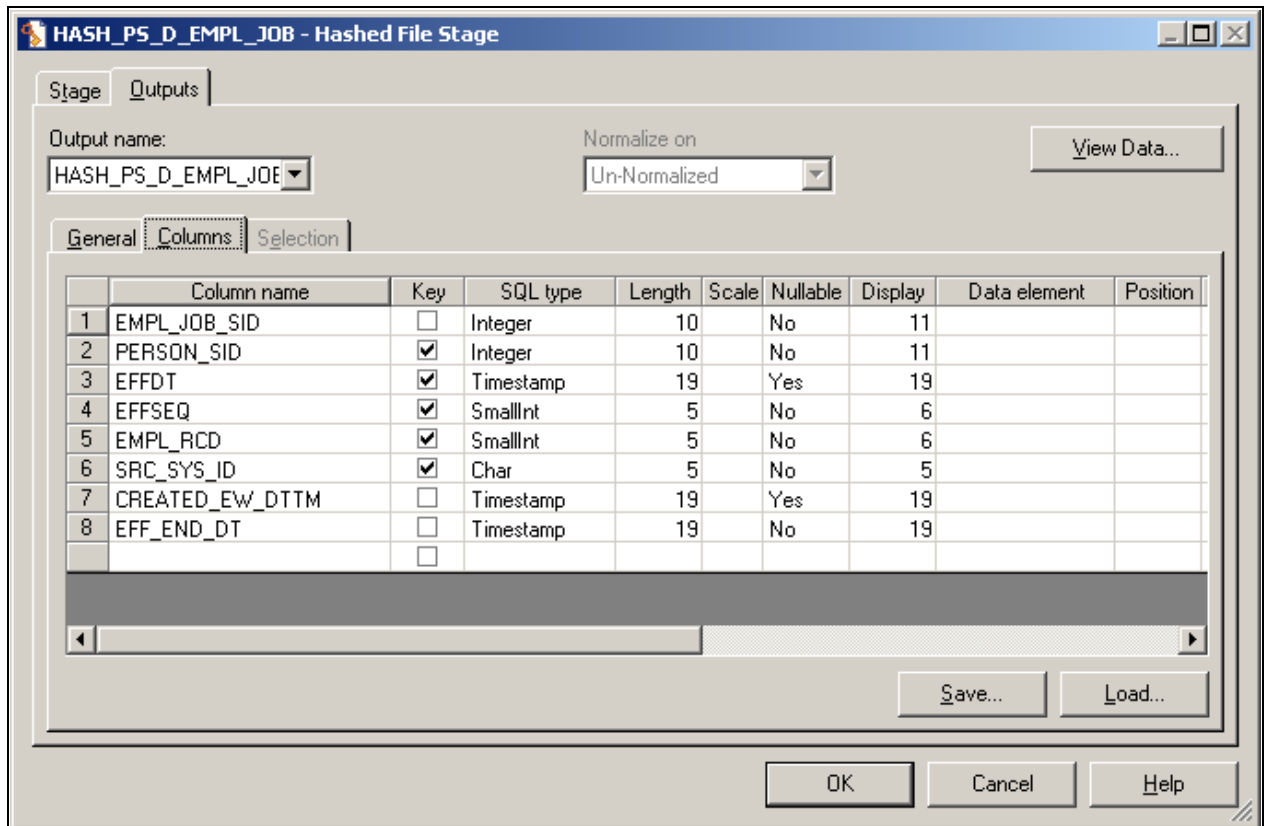 HASH_PS_D_EMPL_JOB - Hashed File Stage
Stage Outputs
Output name: Normalize on View Data...
HASH_PS_D_EMPL_JOE Un-Normalized
General Columns Selection
Column name Key SQL type Length Scale Nullable Display Data element Position
1 EMPL_JOB_SID Integer 10 No 11
2 PERSON_SID Integer 10 No 11
3 EFFDT Timestamp 19 Yes 19
4 EFFSEQ SmallInt 5 No 6
5 EMPL_RCD SmallInt 5 No 6
6 SRC_SYS_ID Char 5 No 5
7 CREATED_EW_DTTM Timestamp 19 Yes 19
8 EFF_END_DT Timestamp 19 No 19
Save... Load...
OK Cancel Help